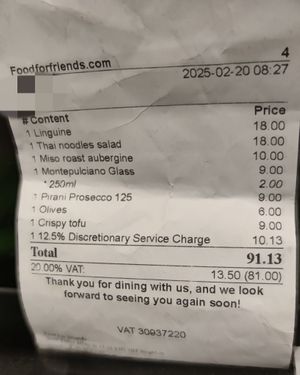 4
Foodforfriends.com
2025-02-20 08:27
# Content Price
1 Linguine 18.00
1 Thai noodles salad 18.00
1 Miso roast aubergine 10.00
1 Montepulciano Glass 9.00
* 250ml 2.00
1 Pirani Prosecco 125 9.00
1 Olives 6.00
1 Crispy tofu 9.00
1 12.5% Discretionary Service Charge 10.13
Total 91.13
20.00% VAT: 13.50 (81.00)
Thank you for dining with us, and we look
forward to seeing you again soon!
VAT 30937220